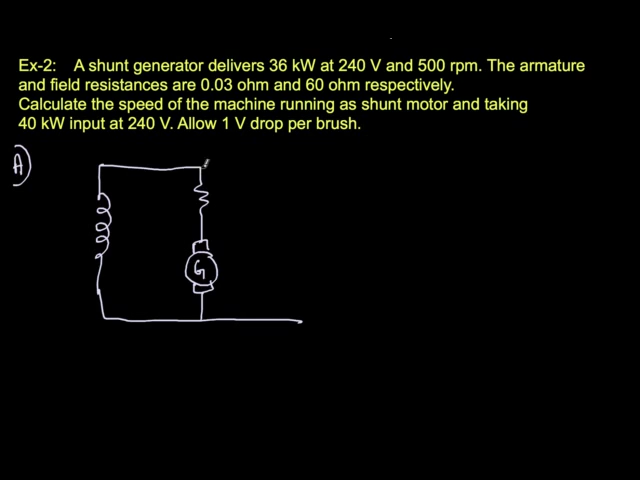 Ex-2: A shunt generator delivers 36 kW at 240 V and 500 rpm. The armature
and field resistances are 0.03 ohm and 60 ohm respectively.
Calculate the speed of the machine running as shunt motor and taking
40 kW input at 240 V. Allow 1 V drop per brush.
A)
G